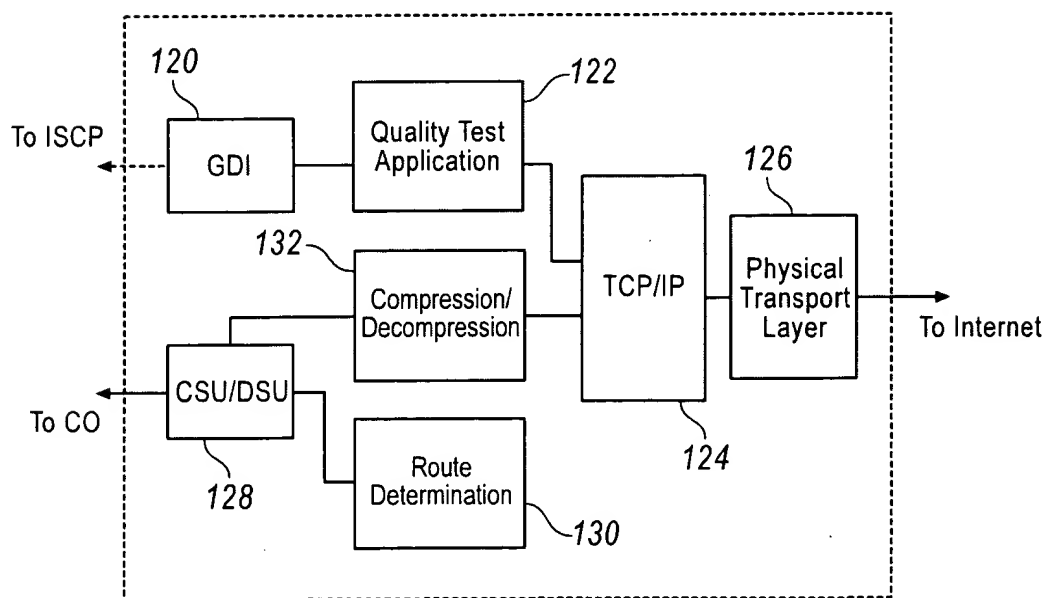 120
122
To ISCP
GDI
Quality Test
Application
126
132
TCP/IP
Physical
Transport
Layer
Compression/
Decompression
To Internet
CSU/DSU
To CO
124
128
Route
Determination
130